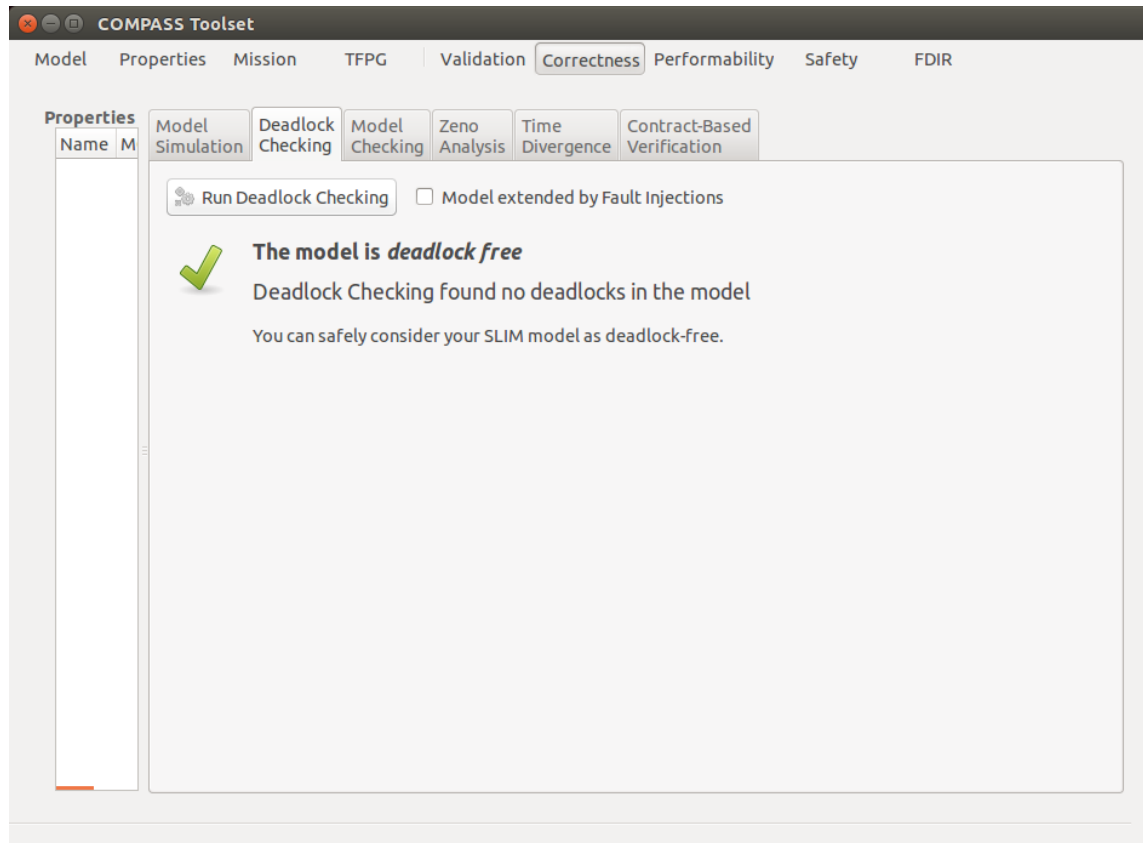 COMPASS Toolset
Model Properties Mission TFPG Validation Correctness Performability Safety FDIR
Properties
Name M
Model Simulation
Deadlock Checking
Model Checking
Zeno Analysis
Time Divergence
Contract-Based Verification
Run Deadlock Checking Model extended by Fault Injections
The model is deadlock free
Deadlock Checking found no deadlocks in the model
You can safely consider your SLIM model as deadlock-free.